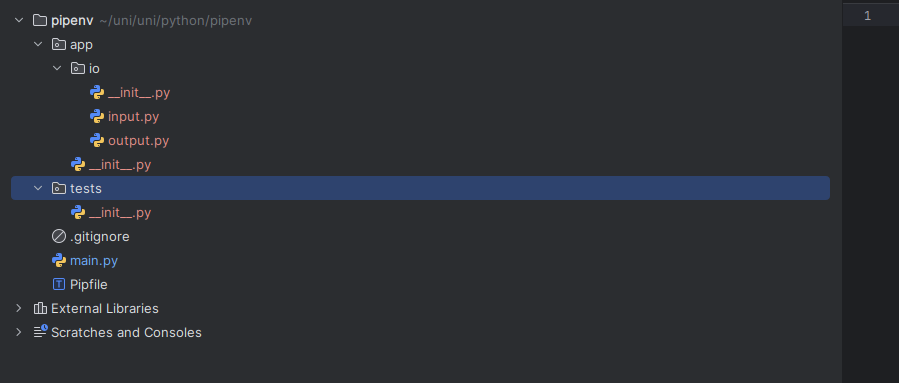 pipenv ~/uni/uni/python/pipenv
1
app
io
__init__.py
input.py
output.py
__init__.py
tests
__init__.py
.gitignore
main.py
Pipfile
External Libraries
Scratches and Consoles